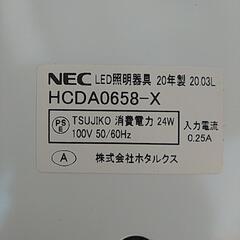 NEC LED照明器具 20年製 20.03L
HCDA0658-X
PS
E
TSUJIKO 消費電力 24W
100V 50/60Hz
入力電流
0.25A
A
株式会社ホタルクス